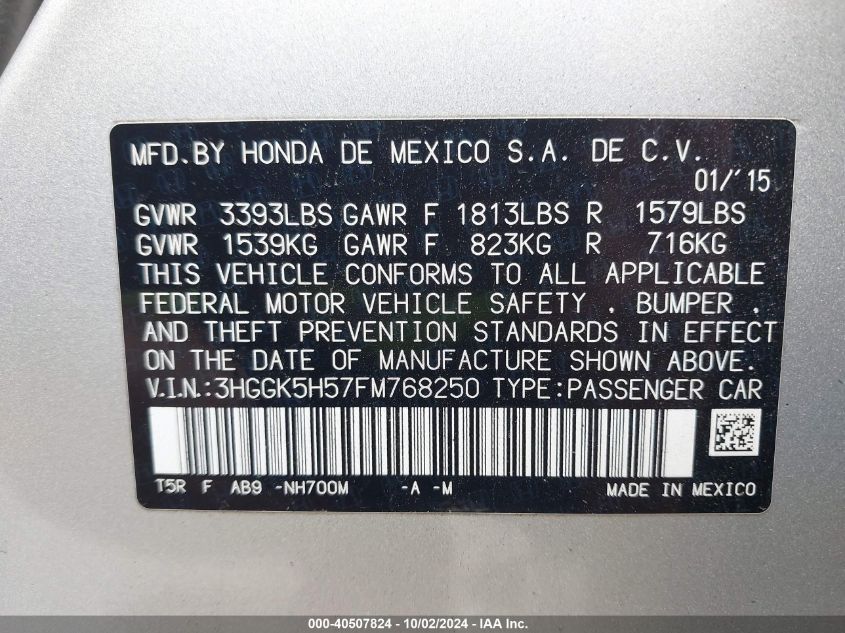 MFD.BY HONDA DE MEXICO S.A. DE C.V.
01/'15
GVWR 3393LBS GAWR F 1813LBS R 1579LBS
GVWR 1539KG GAWR F 823KG R 716KG
THIS VEHICLE CONFORMS TO ALL APPLICABLE
FEDERAL MOTOR VEHICLE SAFETY . BUMPER .
AND THEFT PREVENTION STANDARDS IN EFFECT
ON THE DATE OF MANUFACTURE SHOWN ABOVE.
V.I.N.:3HGGK5H57FM768250 TYPE:PASSENGER CAR
T5R F AB9 -NH700M -A -M MADE IN MEXICO
000-40507824 - 10/02/2024 - IAA Inc.